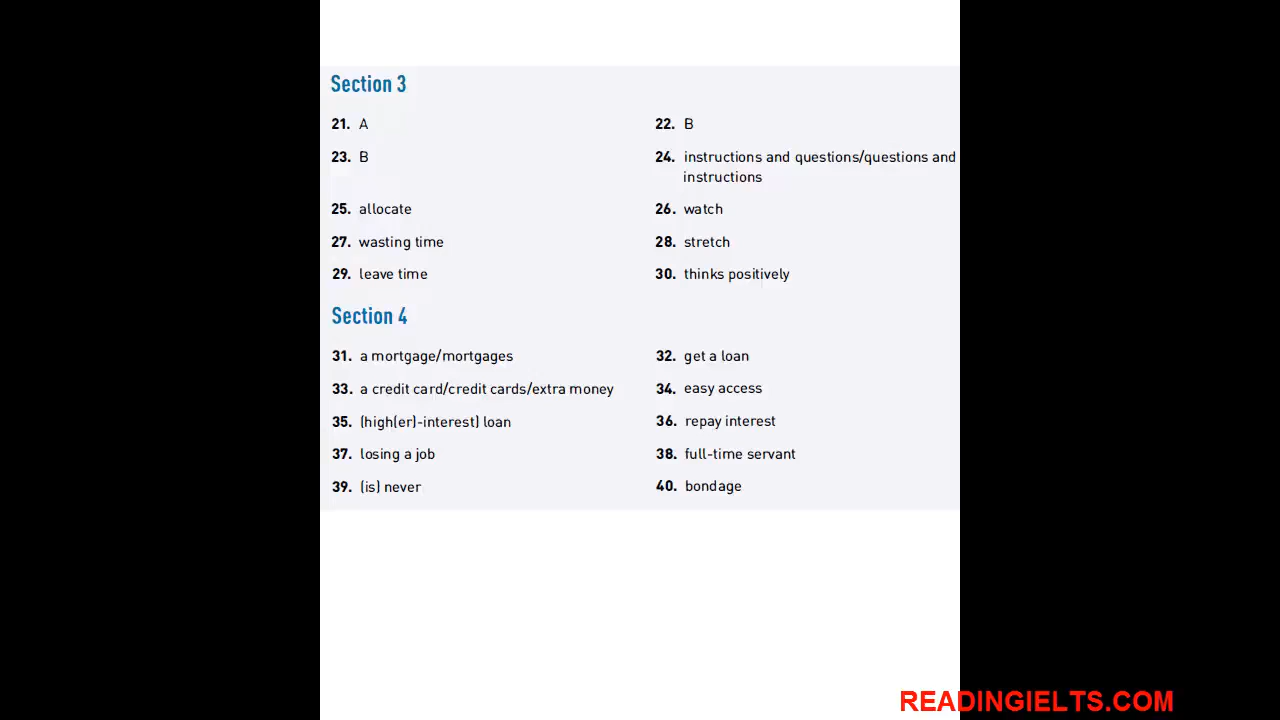 Section 3
21. A
22. B
23. B
24. instructions and questions/questions and
instructions
25. allocate
26. watch
27. wasting time
28. stretch
29. leave time
30. thinks positively
Section 4
31. a mortgage/mortgages
32. get a loan
33. a credit card/credit cards/extra money
34. easy access
35. (high(er)-interest) loan
36. repay interest
37. losing a job
38. full-time servant
39. (is) never
40. bondage
READINGIELTS.COM